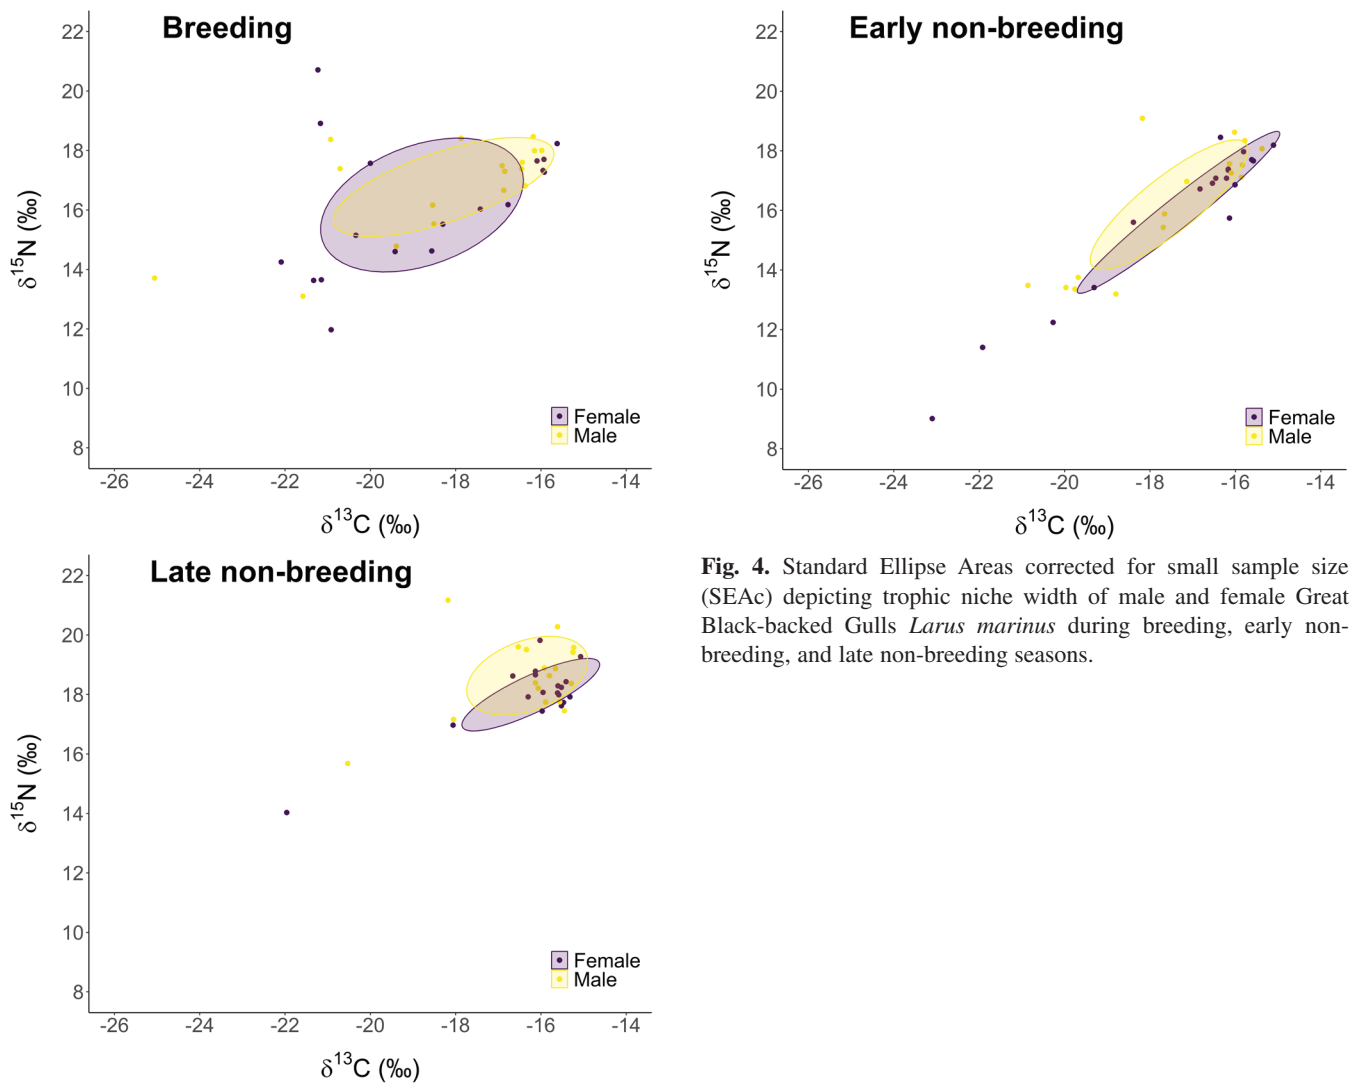 Breeding
22
20
18
16
14
12
10
8
δ15N (‰)
-26 -24 -22 -20 -18 -16 -14
δ13C (‰)
Female
Male
Early non-breeding
22
20
18
16
14
12
10
8
δ15N (‰)
-26 -24 -22 -20 -18 -16 -14
δ13C (‰)
Female
Male
Late non-breeding
22
20
18
16
14
12
10
8
δ15N (‰)
-26 -24 -22 -20 -18 -16 -14
δ13C (‰)
Female
Male
Fig. 4. Standard Ellipse Areas corrected for small sample size
(SEAc) depicting trophic niche width of male and female Great
Black-backed Gulls Larus marinus during breeding, early non-
breeding, and late non-breeding seasons.